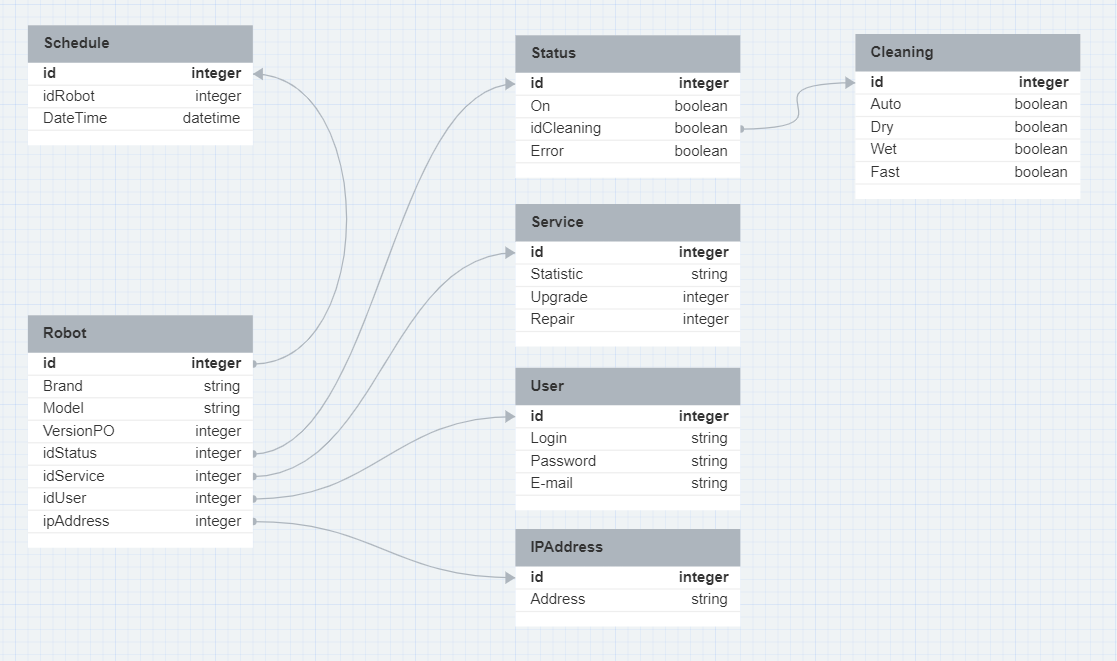 Schedule
id integer
idRobot integer
DateTime datetime
Robot
id integer
Brand string
Model string
VersionPO integer
idStatus integer
idService integer
idUser integer
ipAddress integer
Status
id integer
On boolean
idCleaning boolean
Error boolean
Service
id integer
Statistic string
Upgrade integer
Repair integer
User
id integer
Login string
Password string
E-mail string
IPAddress
id integer
Address string
Cleaning
id integer
Auto boolean
Dry boolean
Wet boolean
Fast boolean